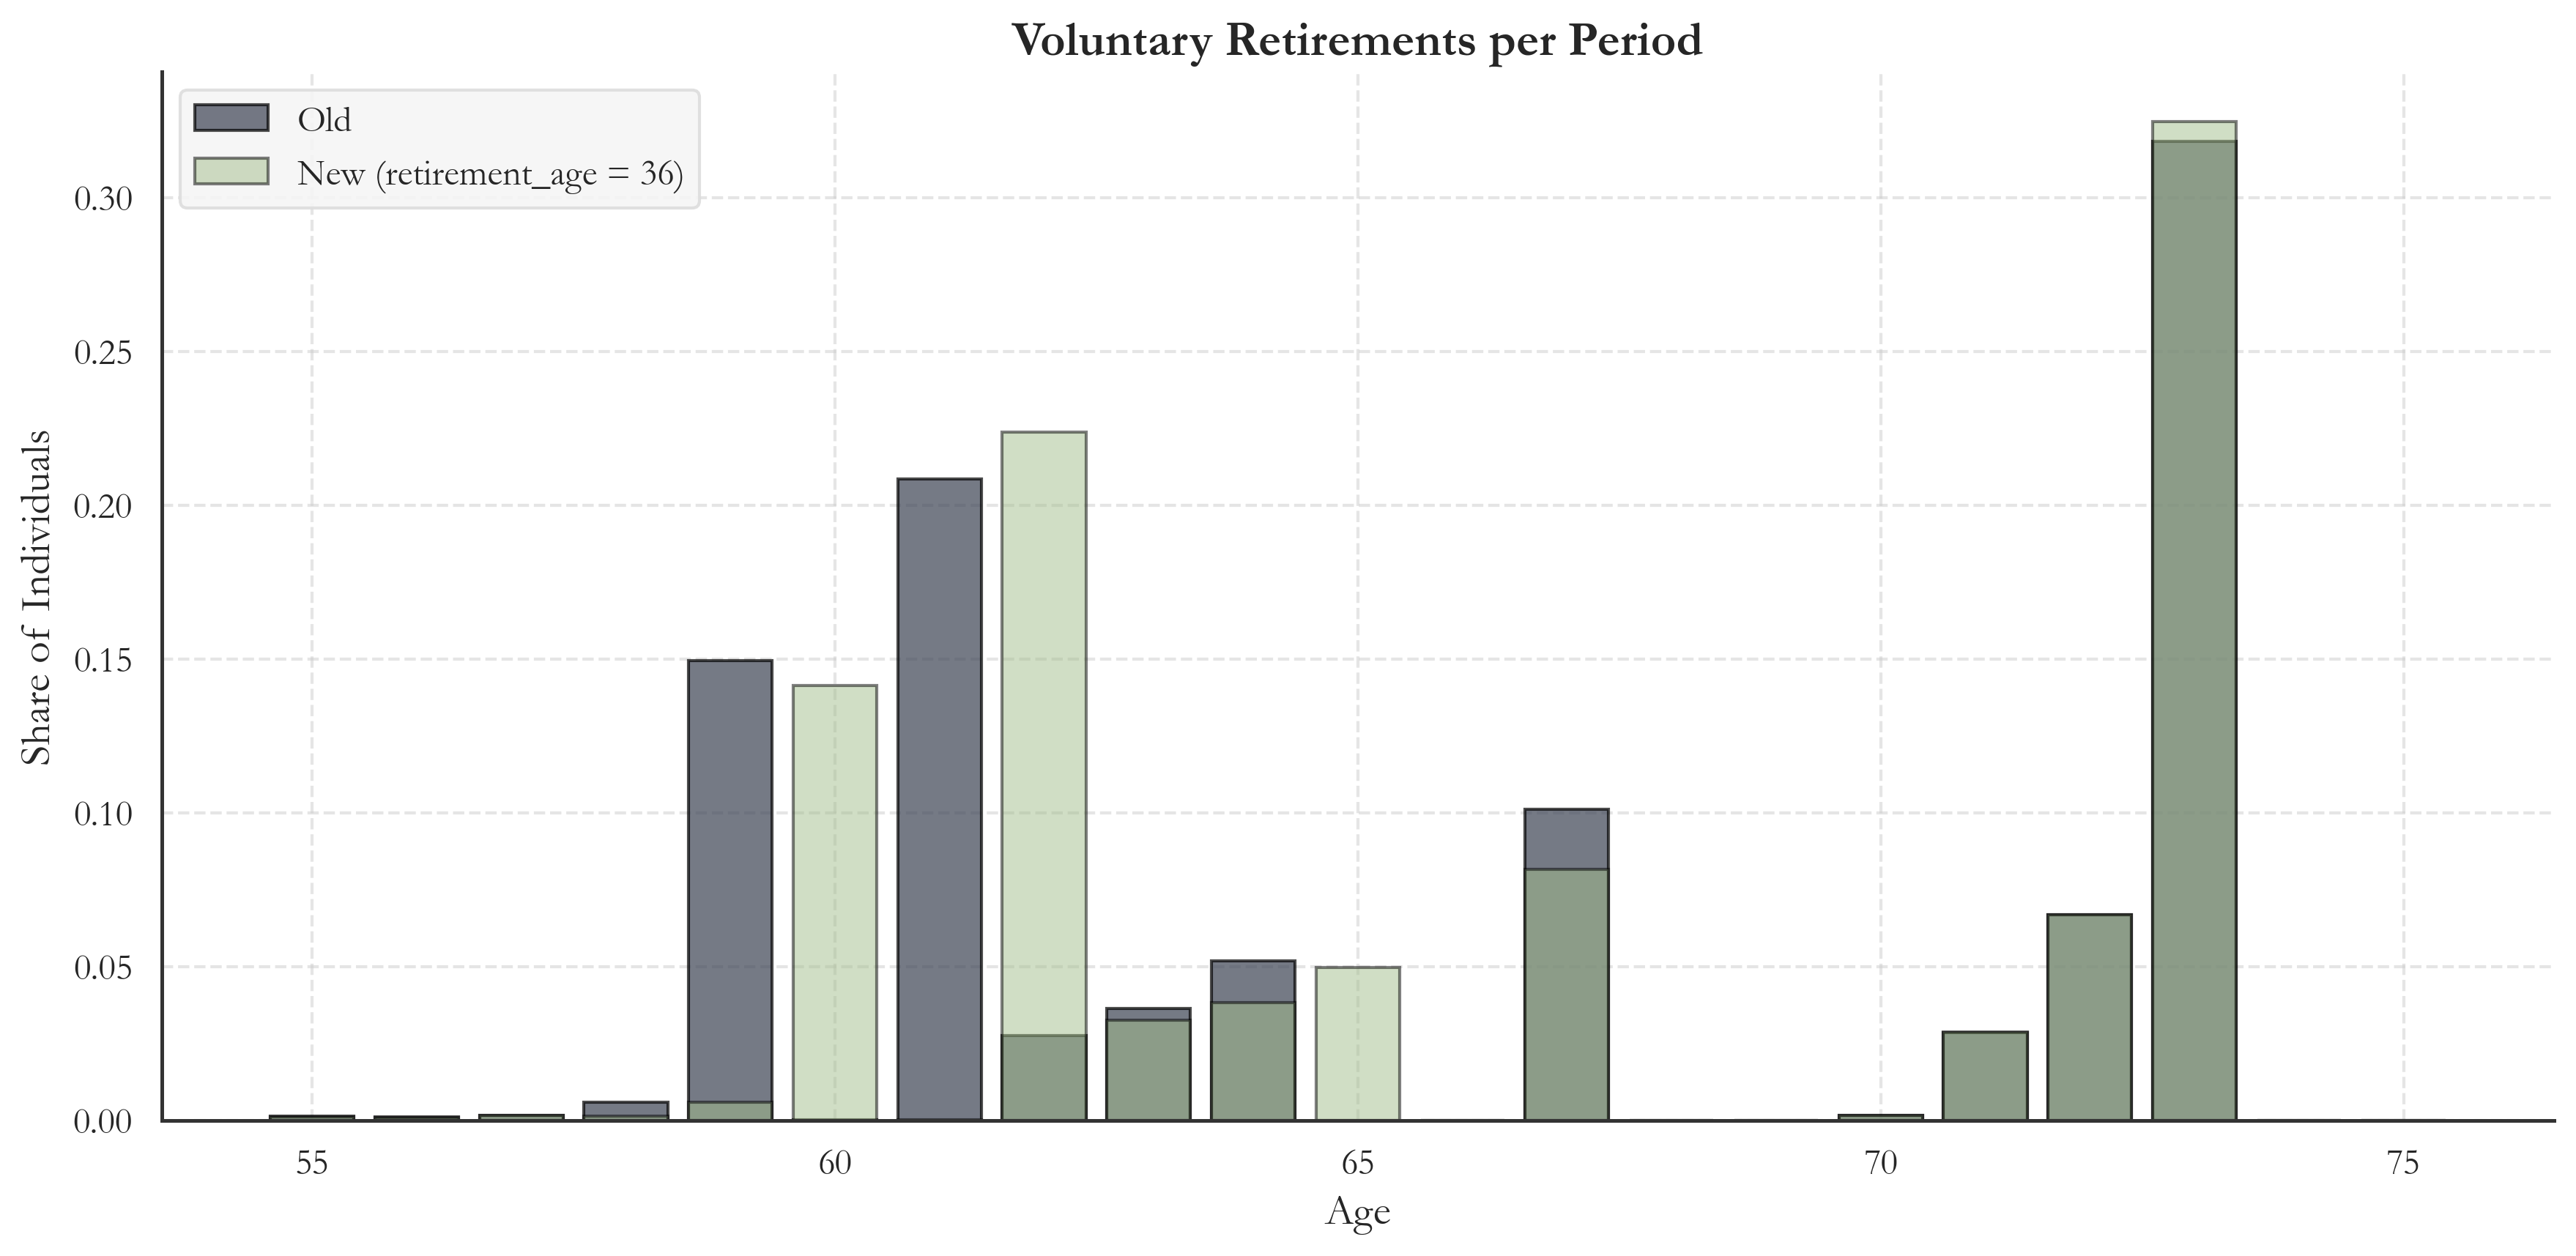 Voluntary Retirements per Period
Old
New (retirement_age = 36)
Share of Individuals
0.30
0.25
0.20
0.15
0.10
0.05
0.00
55
60
65
70
75
Age